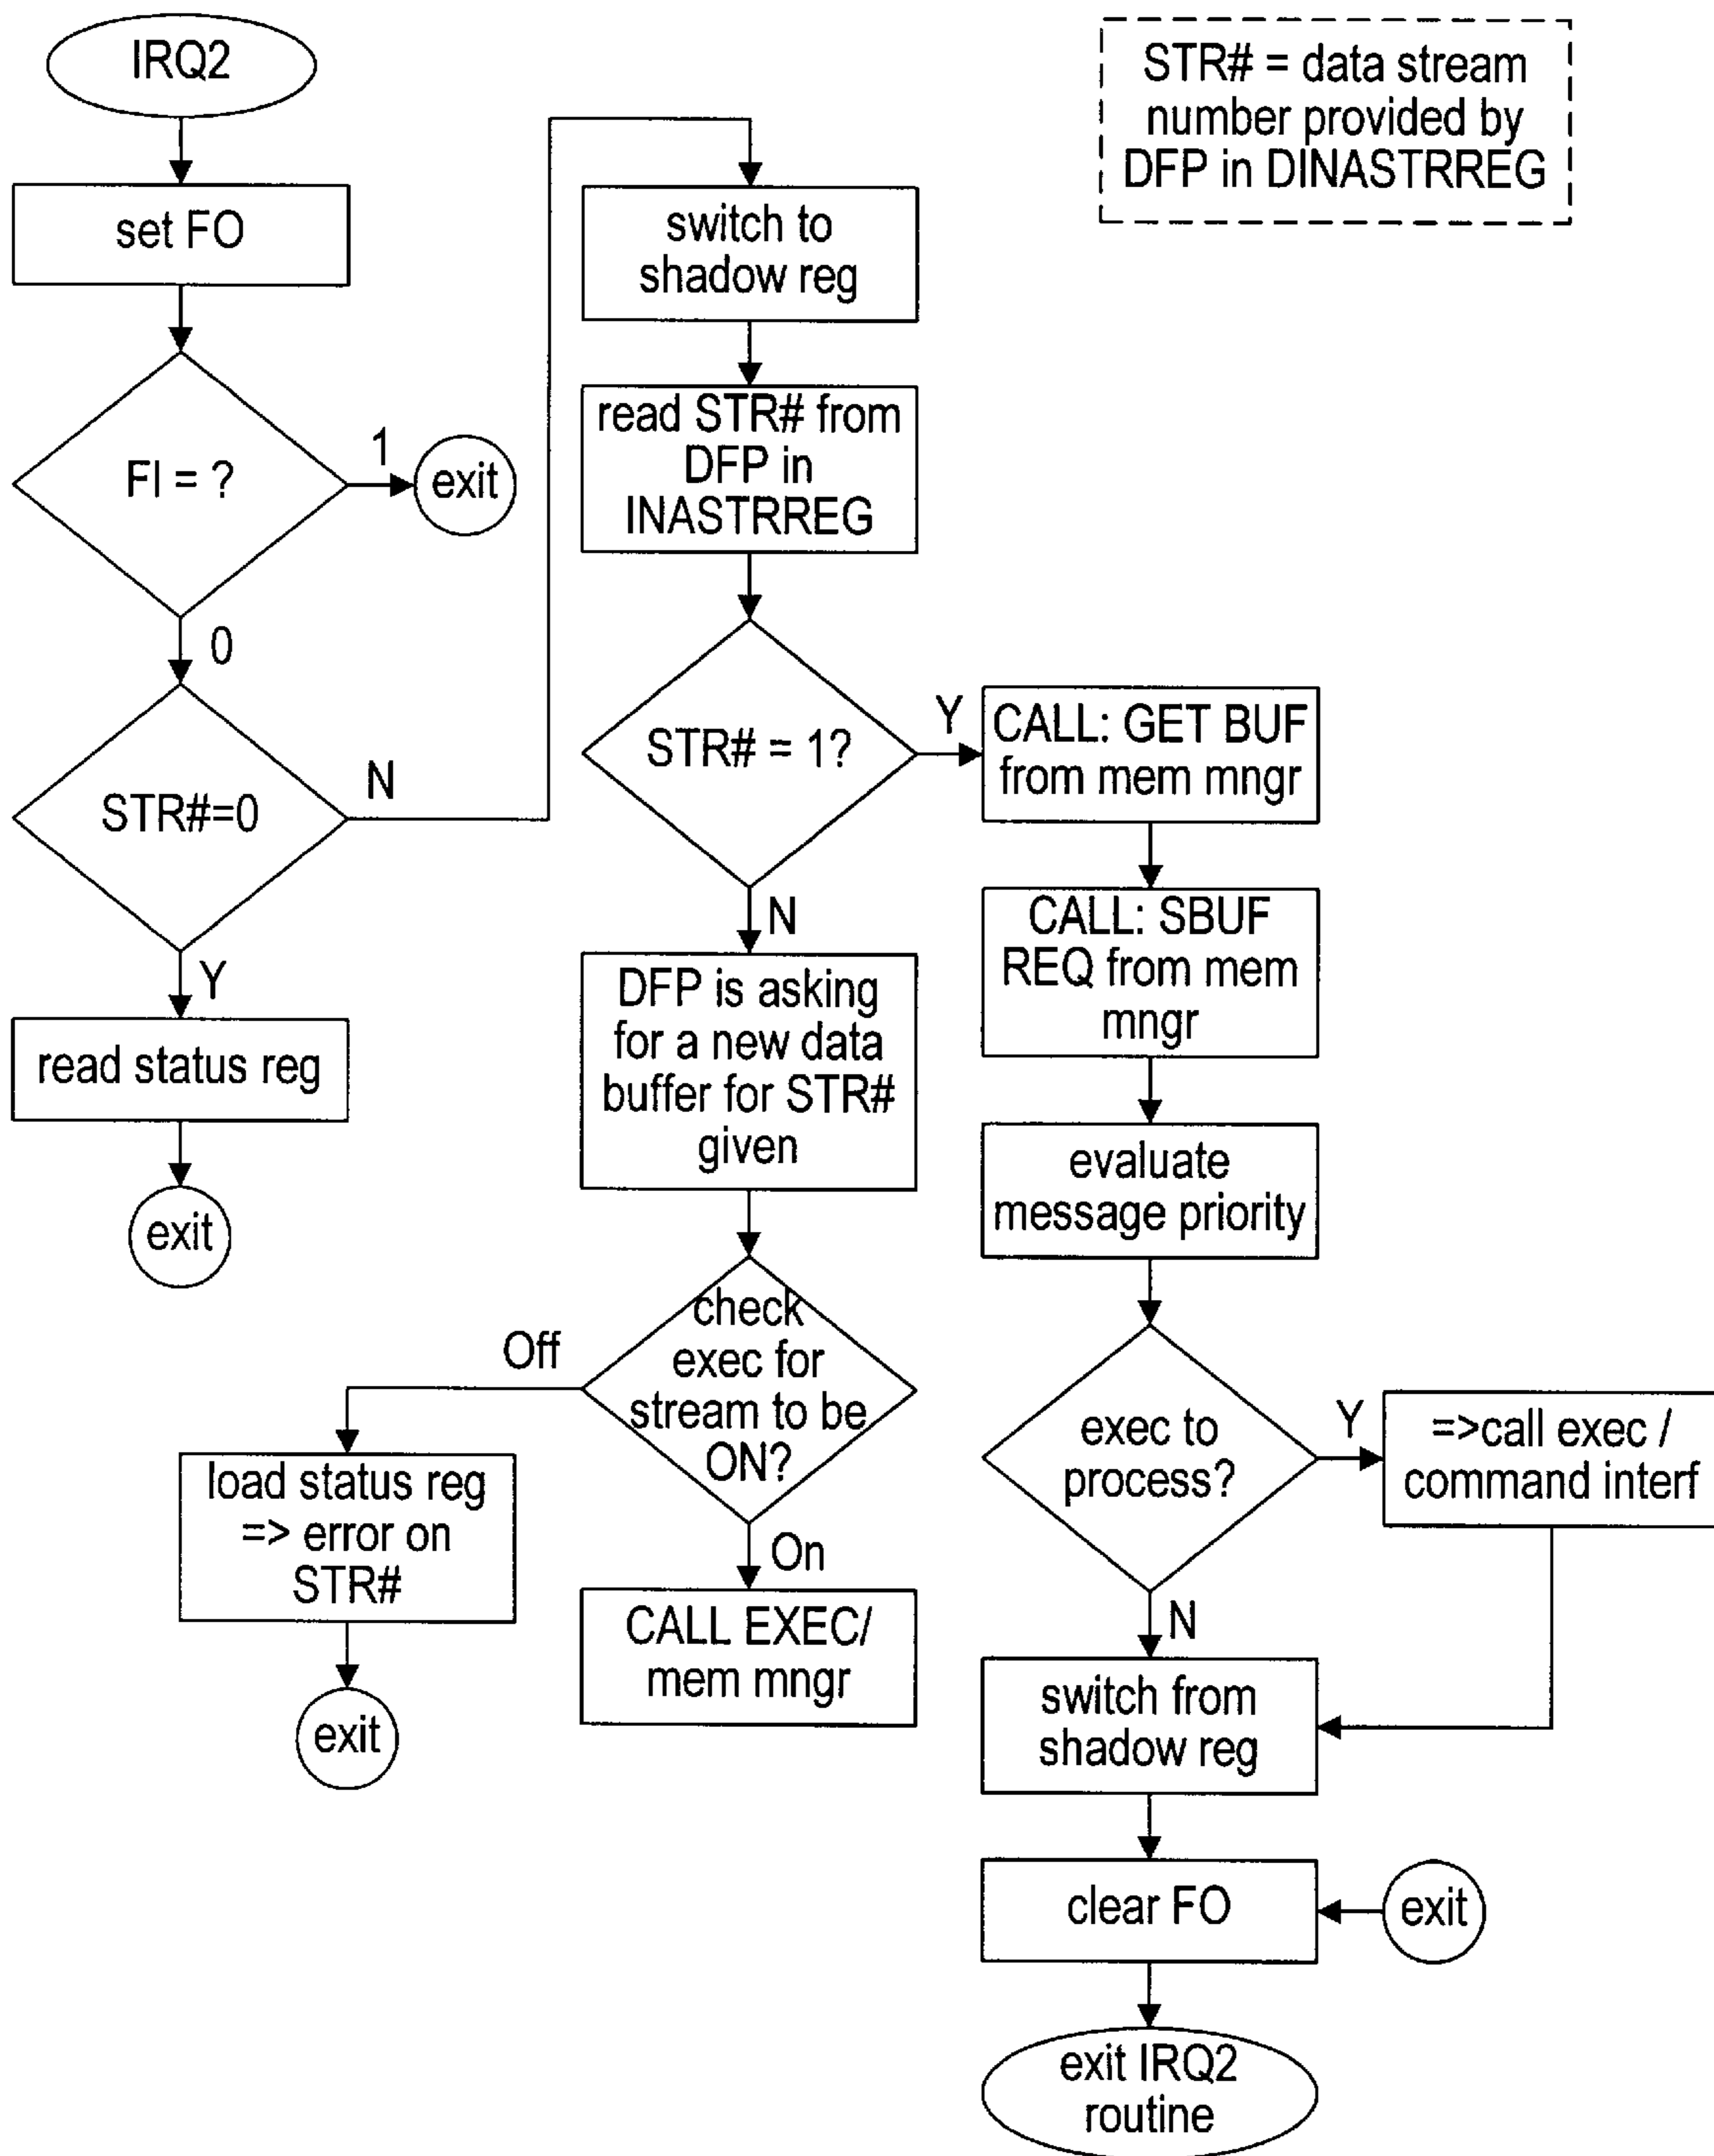 IRQ2
set FO
FI = ?
1
exit
0
STR#=0
N
Y
read status reg
exit
switch to
shadow reg
read STR# from
DFP in
INASTRREG
STR# = 1?
Y
N
DFP is asking
for a new data
buffer for STR#
given
check
exec for
stream to be
ON?
Off
load status reg
=> error on
STR#
exit
On
CALL EXEC/
mem mngr
STR# = data stream
number provided by
DFP in DINASTRREG
CALL: GET BUF
from mem mngr
CALL: SBUF
REQ from mem
mngr
evaluate
message priority
exec to
process?
Y
=>call exec /
command interf
N
switch from
shadow reg
clear FO
exit
exit IRQ2
routine